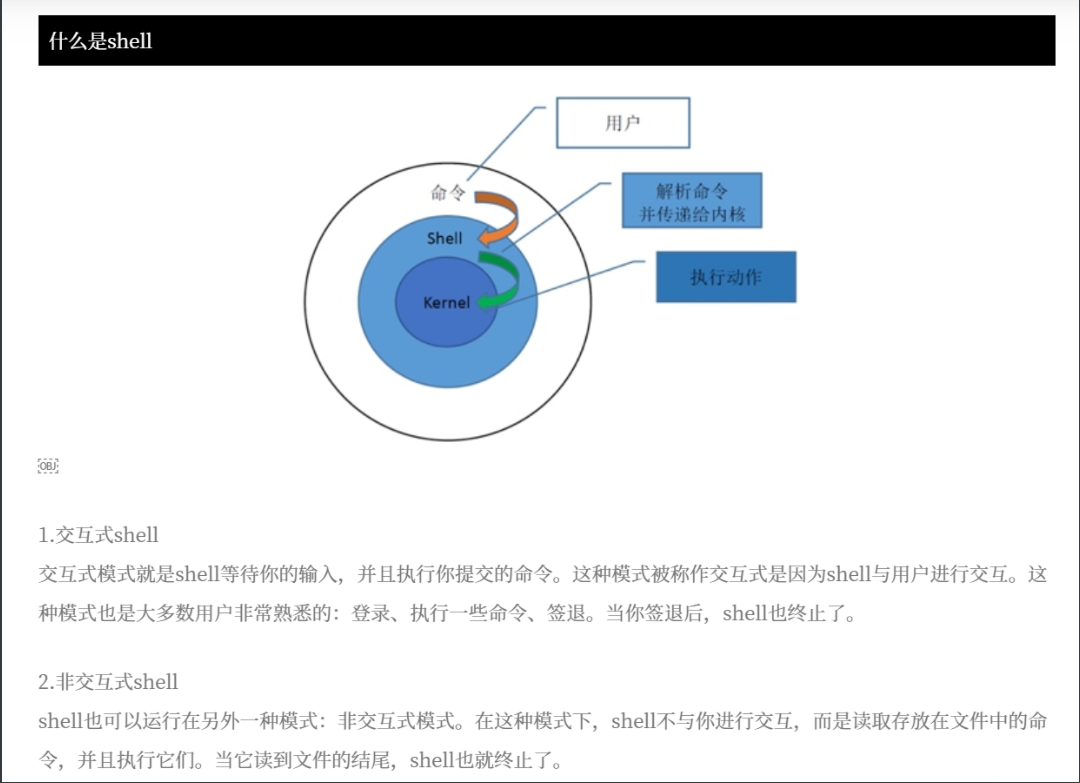 什么是shell
用户
命令
解析命令
并传递给内核
Shell
执行动作
Kernel
OBJ
1.交互式shell
交互式模式就是shell等待你的输入，并且执行你提交的命令。这种模式被称作交互式是因为shell与用户进行交互。这
种模式也是大多数用户非常熟悉的：登录、执行一些命令、签退。当你签退后，shell也终止了。
2.非交互式shell
shell也可以运行在另外一种模式：非交互式模式。在这种模式下，shell不与你进行交互，而是读取存放在文件中的命
令，并且执行它们。当它读到文件的结尾，shell也就终止了。